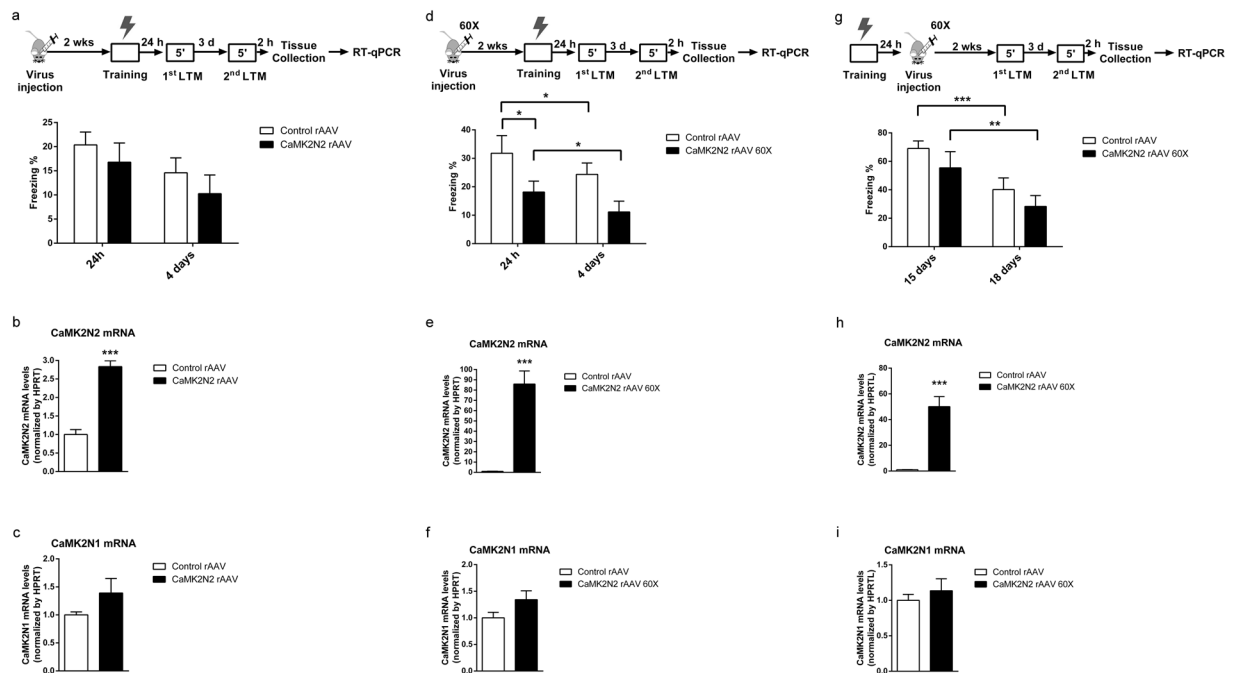 a
2 wks
24 h
5'
3 d
5'
2 h
Tissue
Collection
RT-qPCR
Virus
injection
Training
1st LTM
2nd LTM
Freezing %
25
20
15
10
5
0
24h
4 days
Control rAAV
CaMK2N2 rAAV
b
CaMK2N2 mRNA
CaMK2N2 mRNA levels
(normalized by HPRT)
3.0
2.5
2.0
1.5
1.0
0.5
0.0
***
Control rAAV
CaMK2N2 rAAV
c
CaMK2N1 mRNA
CaMK2N1 mRNA levels
(normalized by HPRT)
2.0
1.5
1.0
0.5
0.0
Control rAAV
CaMK2N2 rAAV
d
60X
2 wks
24 h
5'
3 d
5'
2 h
Tissue
Collection
RT-qPCR
Virus
injection
Training
1st LTM
2nd LTM
*
*
*
Freezing %
40
30
20
10
0
24 h
4 days
Control rAAV
CaMK2N2 rAAV 60X
e
CaMK2N2 mRNA
CaMK2N2 mRNA levels
(normalized by HPRT)
100
90
80
70
60
50
40
30
20
10
0
***
Control rAAV
CaMK2N2 rAAV 60X
f
CaMK2N1 mRNA
CaMK2N1 mRNA levels
(normalized by HPRT)
2.0
1.5
1.0
0.5
0.0
Control rAAV
CaMK2N2 rAAV 60X
g
60X
24 h
2 wks
5'
3 d
5'
2 h
Tissue
Collection
RT-qPCR
Training
Virus
injection
1st LTM
2nd LTM
***
**
Freezing %
80
60
40
20
0
15 days
18 days
Control rAAV
CaMK2N2 rAAV 60X
h
CaMK2N2 mRNA
CaMK2N2 mRNA levels
(normalized by HPRTL)
80
60
40
20
0
***
Control rAAV
CaMK2N2 rAAV 60X
i
CaMK2N1 mRNA
CaMK2N1 mRNA levels
(normalized by HPRTL)
1.5
1.0
0.5
0.0
Control rAAV
CaMK2N2 rAAV 60X